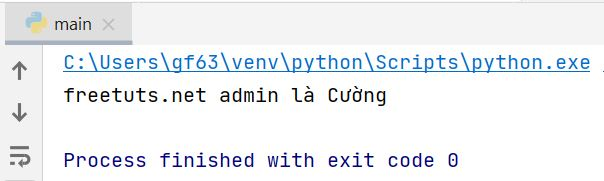 main
C:\Users\gf63\venv\python\Scripts\python.exe
freetuts.net admin là Cường
Process finished with exit code 0